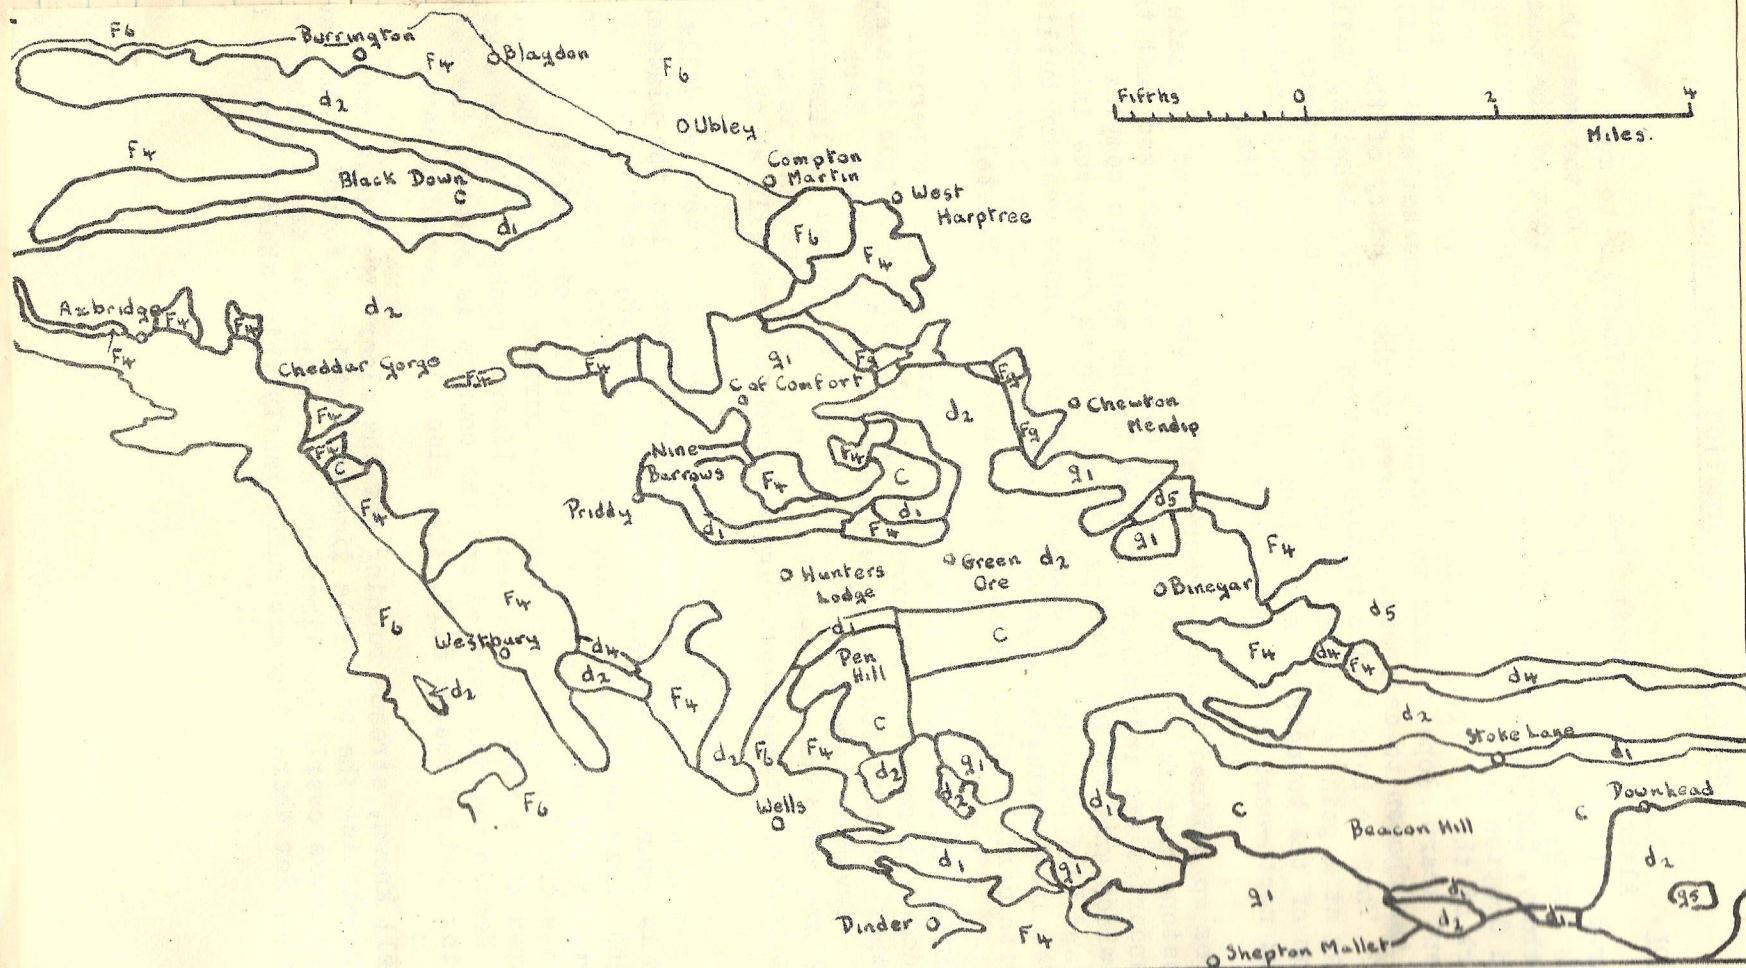 F6
Burrington
F4
Blagdon
F6
Fifths 0 2 4
Miles.
d2
Ubley
F4
Compton
Martin
Black Down
C
West
Harptree
F6
F4
d1
Axbridge
F4
F4
d2
F4
Cheddar Gorge
F4
F4
g1
F9
F9
C of Comfort
d2
Chewton
Mendip
F4
F9
F4
C
Nine
Barrows
F4
F4
C
g1
d5
F4
Priddy
d1
d1
F4
g1
F4
Green
Ore
d2
Hunters
Lodge
Binegar
F4
d5
F6
d1
C
Westbury
d4
d2
Pen
Hill
F4
d4
F4
d4
d2
F4
C
d2
Stoke Lane
d1
d2
F6
F4
d2
g1
d2
Downhead
F6
Wells
d1
C
Beacon Hill
C
d1
g1
d2
g1
d1
g5
d2
d1
Dinder
F4
Shepton Mallet